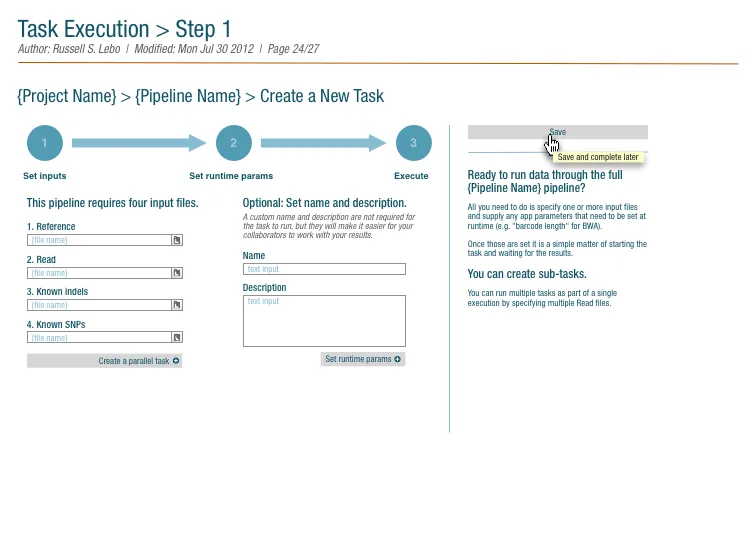 Task Execution > Step 1
Author: Russell S. Lebo | Modified: Mon Jul 30 2012 | Page 24/27
{Project Name} > {Pipeline Name} > Create a New Task
1
2
3
Set inputs
Set runtime params
Execute
This pipeline requires four input files.
1. Reference
{file name}
2. Read
{file name}
3. Known indels
{file name}
4. Known SNPs
{file name}
Create a parallel task
Optional: Set name and description.
A custom name and description are not required for
the task to run, but they will make it easier for your
collaborators to work with your results.
Name
text input
Description
text input
Set runtime params
Save
Save and complete later
Ready to run data through the full
{Pipeline Name} pipeline?
All you need to do is specify one or more input files
and supply any app parameters that need to be set at
runtime (e.g. "barcode length" for BWA).
Once those are set it is a simple matter of starting the
task and waiting for the results.
You can create sub-tasks.
You can run multiple tasks as part of a single
execution by specifying multiple Read files.